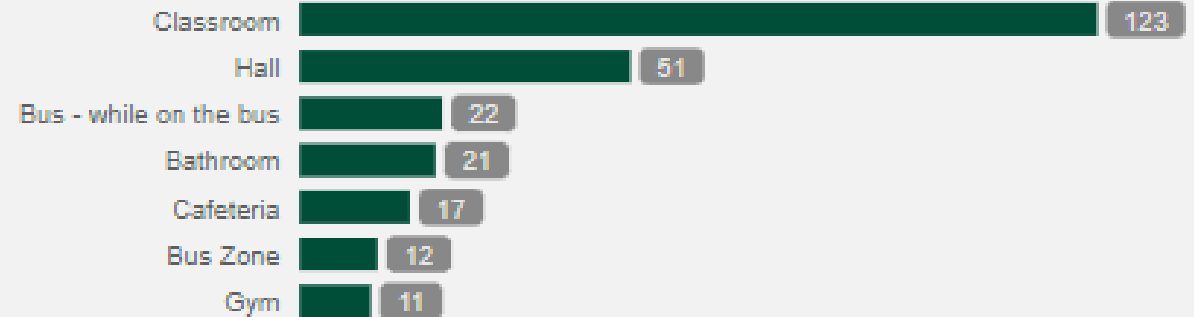 Classroom 123
Hall 51
Bus - while on the bus 22
Bathroom 21
Cafeteria 17
Bus Zone 12
Gym 11